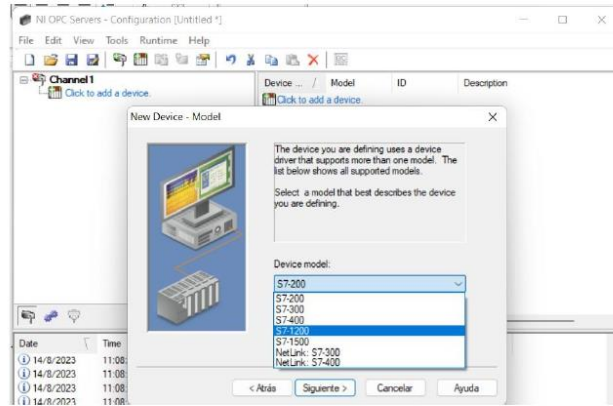 NI OPC Servers - Configuration [Untitled *]
File Edit View Tools Runtime Help
Channel1
Click to add a device.
Device ... / Model ID Description
Click to add a device.
New Device - Model
The device you are defining uses a device
driver that supports more than one model. The
list below shows all supported models.
Select a model that best describes the device
you are defining.
Device model:
S7-200
S7-200
S7-300
S7-400
S7-1200
S7-1500
NetLink: S7-300
NetLink: S7-400
< Atrás Siguiente > Cancelar Ayuda
Date Time
14/8/2023 11:08:
14/8/2023 11:08:
14/8/2023 11:08:
14/8/2023 11:08: